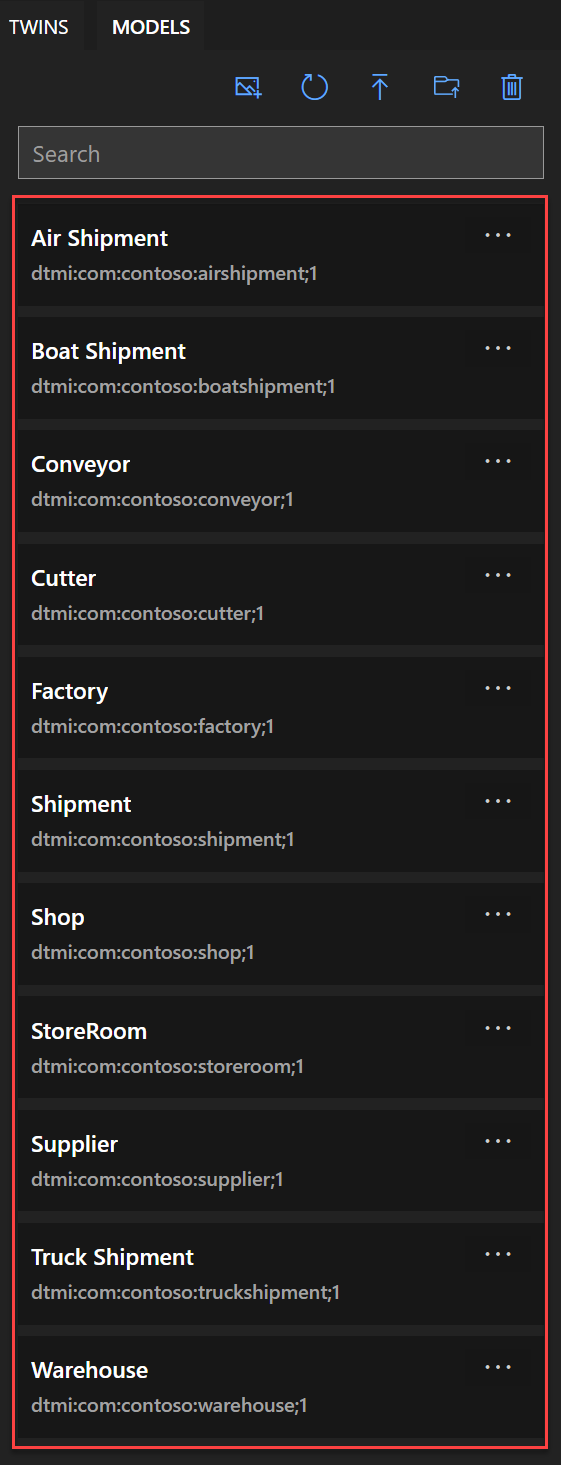 TWINS MODELS
Search
Air Shipment
dtmi:com:contoso:airshipment;1
Boat Shipment
dtmi:com:contoso:boatshipment;1
Conveyor
dtmi:com:contoso:conveyor;1
Cutter
dtmi:com:contoso:cutter;1
Factory
dtmi:com:contoso:factory;1
Shipment
dtmi:com:contoso:shipment;1
Shop
dtmi:com:contoso:shop;1
StoreRoom
dtmi:com:contoso:storeroom;1
Supplier
dtmi:com:contoso:supplier;1
Truck Shipment
dtmi:com:contoso:truckshipment;1
Warehouse
dtmi:com:contoso:warehouse;1